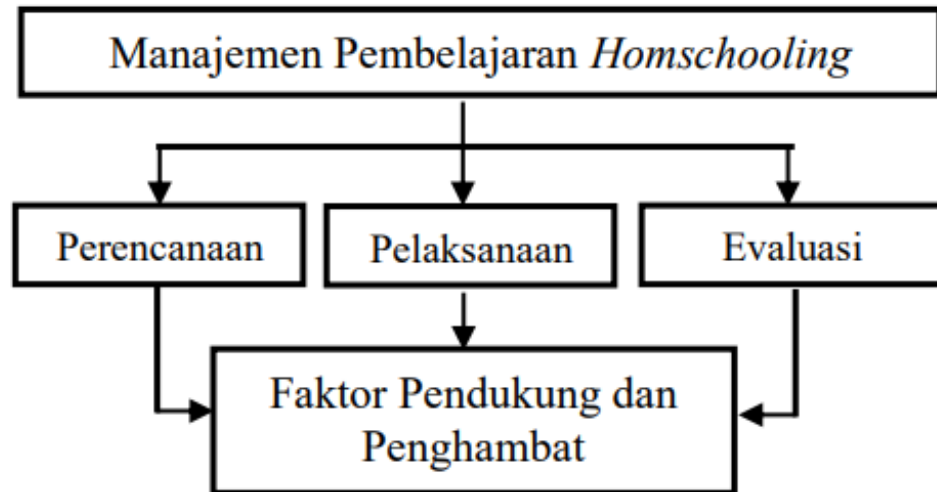 Manajemen Pembelajaran Homschooling
Perencanaan
Pelaksanaan
Evaluasi
Faktor Pendukung dan
Penghambat